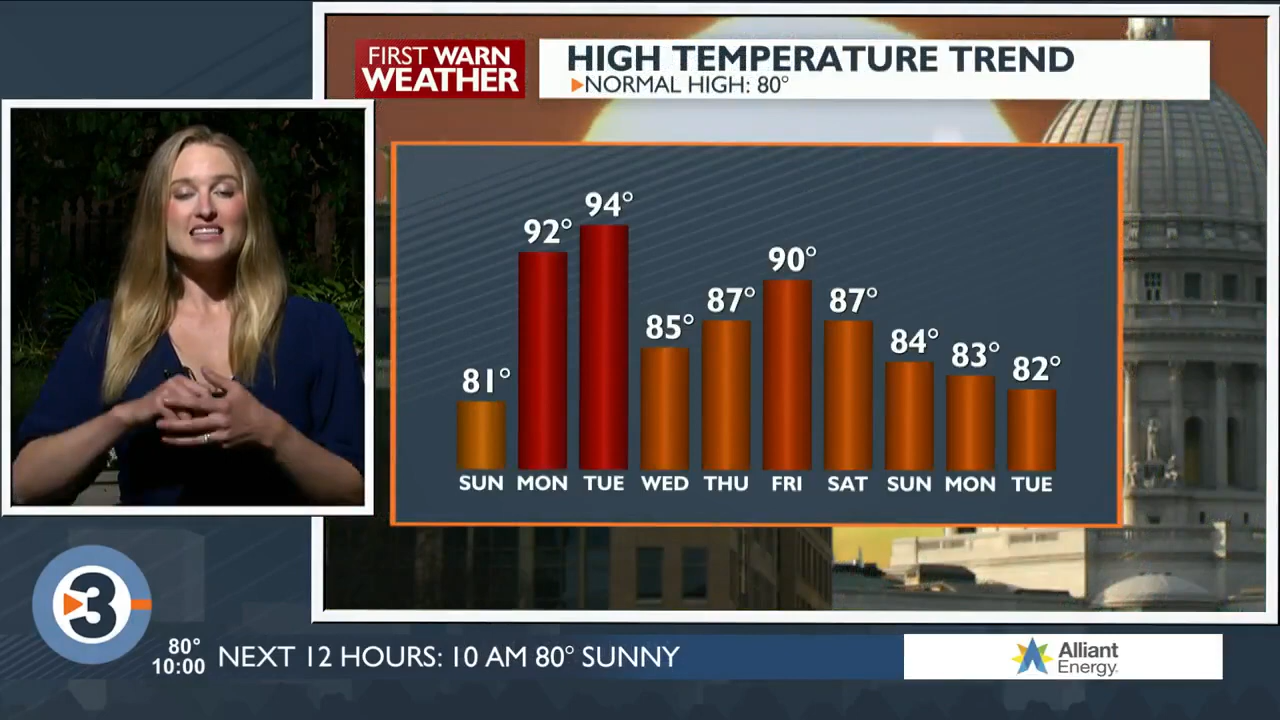 FIRST WARN
WEATHER
HIGH TEMPERATURE TREND
NORMAL HIGH: 80°
81° 92° 94° 85° 87° 90° 87° 84° 83° 82°
SUN MON TUE WED THU FRI SAT SUN MON TUE
3
80°
10:00
NEXT 12 HOURS: 10 AM 80° SUNNY
Alliant
Energy.